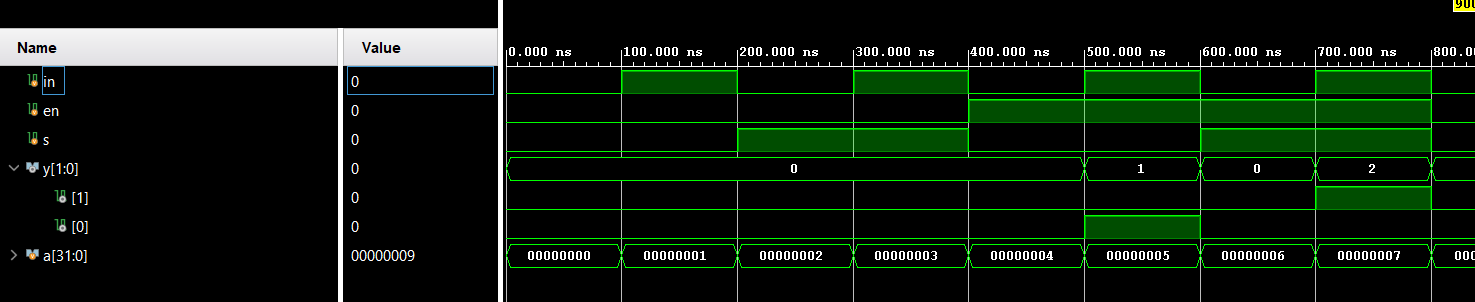 900
Name Value
0.000 ns 100.000 ns 200.000 ns 300.000 ns 400.000 ns 500.000 ns 600.000 ns 700.000 ns 800.
in 0
en 0
s 0
y[1:0] 0 0 1 0 2
[1] 0
[0] 0
a[31:0] 00000009 00000000 00000001 00000002 00000003 00000004 00000005 00000006 00000007 000